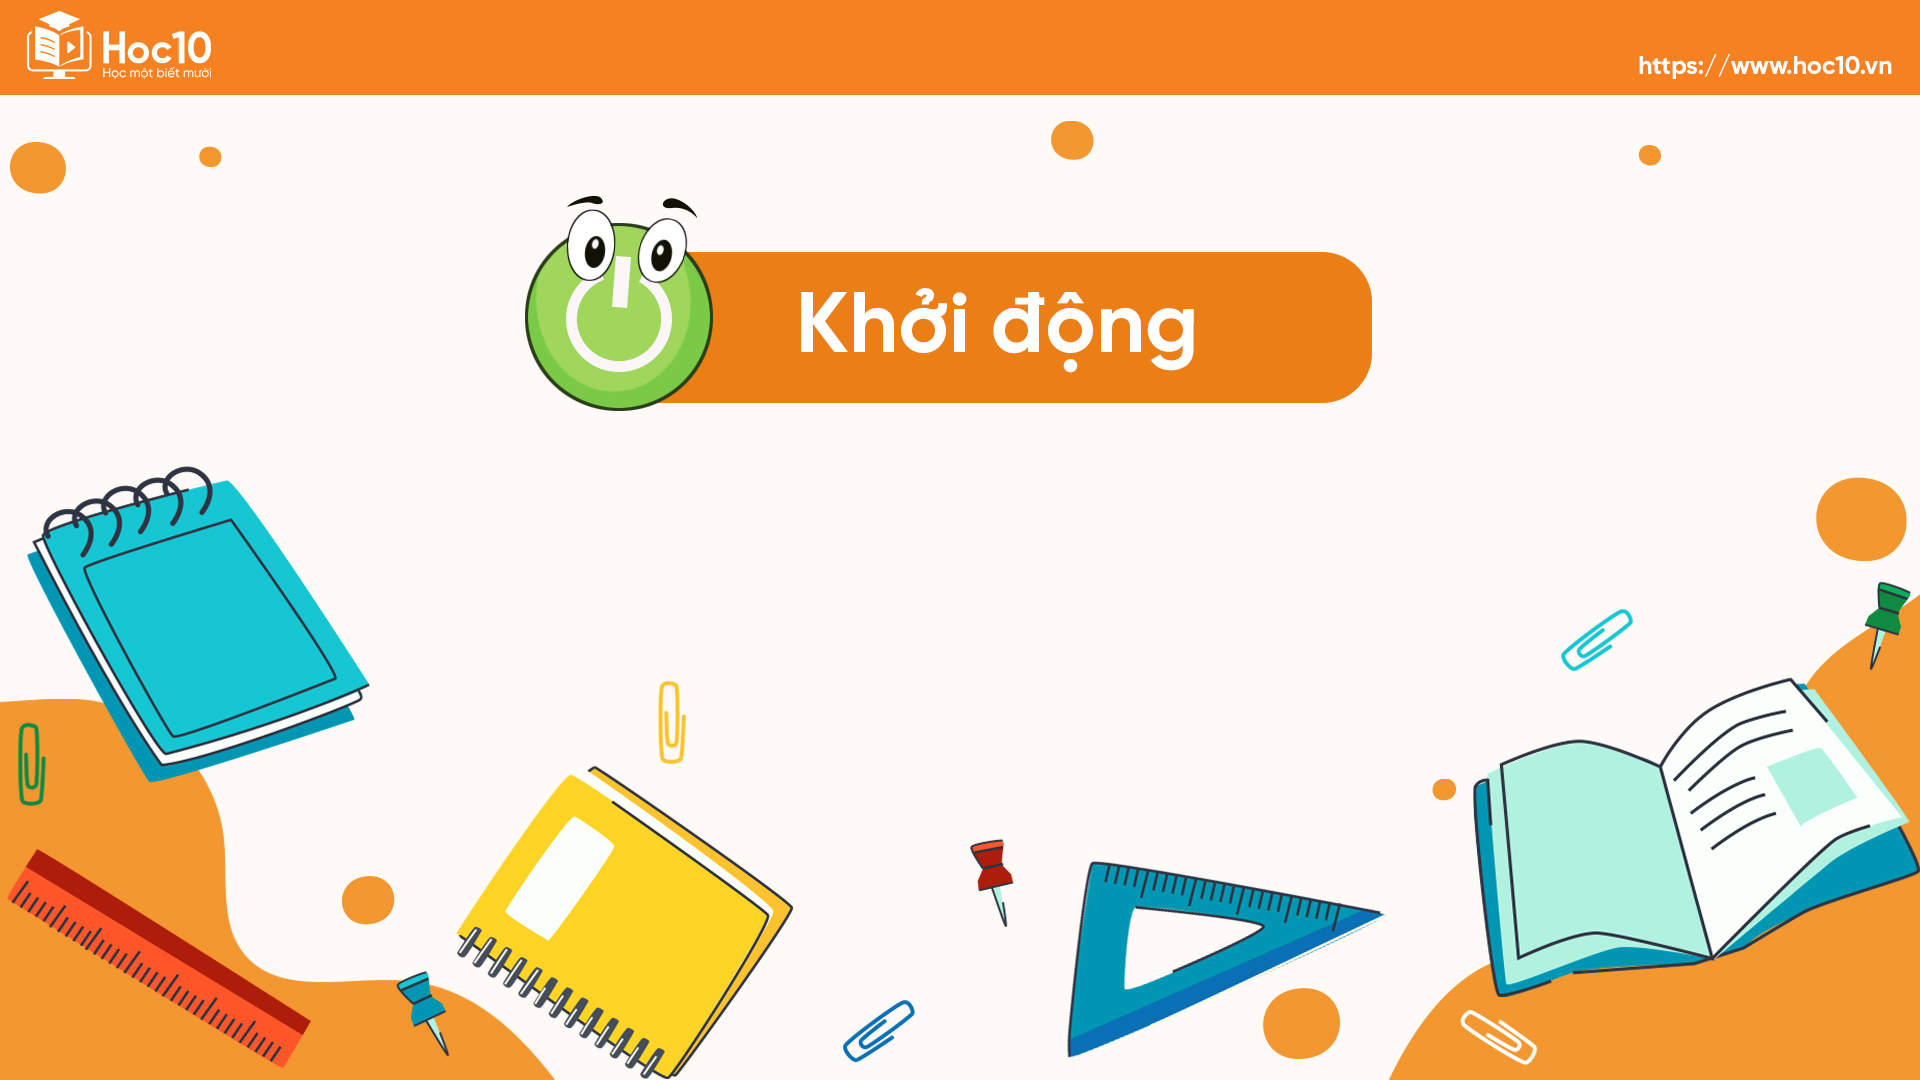 Hoc10
Học một biết mười
https://www.hoc10.vn
Khởi động